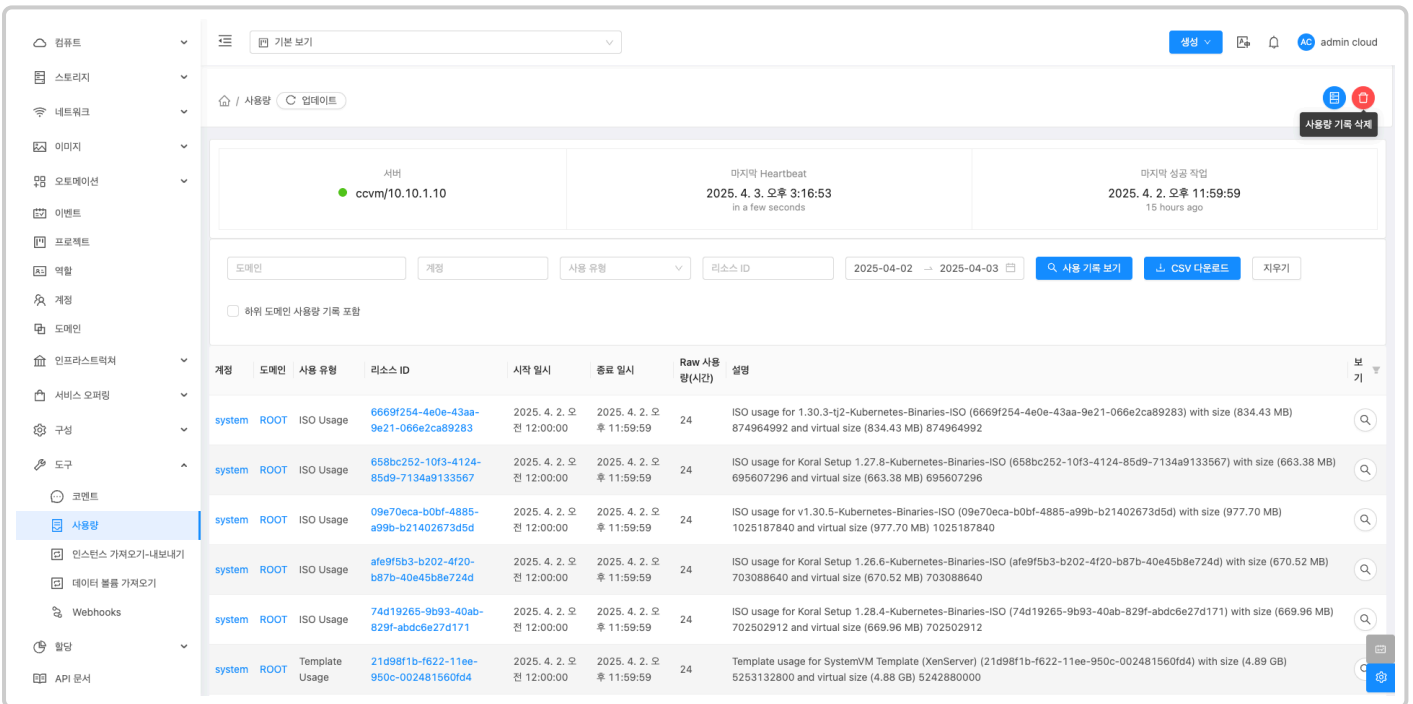 컴퓨트
스토리지
네트워크
이미지
오토메이션
이벤트
프로젝트
역할
계정
도메인
인프라스트럭쳐
서비스 오퍼링
구성
도구
코멘트
사용량
인스턴스 가져오기-내보내기
데이터 볼륨 가져오기
Webhooks
할당
API 문서
기본 보기
생성
AC admin cloud
/ 사용량 업데이트
사용량 기록 삭제
서버
ccvm/10.10.1.10
마지막 Heartbeat
2025. 4. 3. 오후 3:16:53
in a few seconds
마지막 성공 작업
2025. 4. 2. 오후 11:59:59
15 hours ago
도메인 계정 사용 유형 리소스 ID 2025-04-02 → 2025-04-03 사용 기록 보기 CSV 다운로드 지우기
하위 도메인 사용량 기록 포함
계정 도메인 사용 유형 리소스 ID 시작 일시 종료 일시 Raw 사용 설명 보
량(시간) 기
system ROOT ISO Usage 6669f254-4e0e-43aa- 2025. 4. 2. 오 2025. 4. 2. 오 24 ISO usage for 1.30.3-tj2-Kubernetes-Binaries-ISO (6669f254-4e0e-43aa-9e21-066e2ca89283) with size (834.43 MB)
9e21-066e2ca89283 전 12:00:00 후 11:59:59 874964992 and virtual size (834.43 MB) 874964992
system ROOT ISO Usage 658bc252-10f3-4124- 2025. 4. 2. 오 2025. 4. 2. 오 24 ISO usage for Koral Setup 1.27.8-Kubernetes-Binaries-ISO (658bc252-10f3-4124-85d9-7134a9133567) with size (663.38 MB)
85d9-7134a9133567 전 12:00:00 후 11:59:59 695607296 and virtual size (663.38 MB) 695607296
system ROOT ISO Usage 09e70eca-b0bf-4885- 2025. 4. 2. 오 2025. 4. 2. 오 24 ISO usage for v1.30.5-Kubernetes-Binaries-ISO (09e70eca-b0bf-4885-a99b-b21402673d5d) with size (977.70 MB)
a99b-b21402673d5d 전 12:00:00 후 11:59:59 1025187840 and virtual size (977.70 MB) 1025187840
system ROOT ISO Usage afe9f5b3-b202-4f20- 2025. 4. 2. 오 2025. 4. 2. 오 24 ISO usage for Koral Setup 1.26.6-Kubernetes-Binaries-ISO (afe9f5b3-b202-4f20-b87b-40e45b8e724d) with size (670.52 MB)
b87b-40e45b8e724d 전 12:00:00 후 11:59:59 703088640 and virtual size (670.52 MB) 703088640
system ROOT ISO Usage 74d19265-9b93-40ab- 2025. 4. 2. 오 2025. 4. 2. 오 24 ISO usage for Koral Setup 1.28.4-Kubernetes-Binaries-ISO (74d19265-9b93-40ab-829f-abdc6e27d171) with size (669.96 MB)
829f-abdc6e27d171 전 12:00:00 후 11:59:59 702502912 and virtual size (669.96 MB) 702502912
system ROOT Template 21d98f1b-f622-11ee- 2025. 4. 2. 오 2025. 4. 2. 오 24 Template usage for SystemVM Template (XenServer) (21d98f1b-f622-11ee-950c-002481560fd4) with size (4.89 GB)
Usage 950c-002481560fd4 전 12:00:00 후 11:59:59 5253132800 and virtual size (4.88 GB) 5242880000